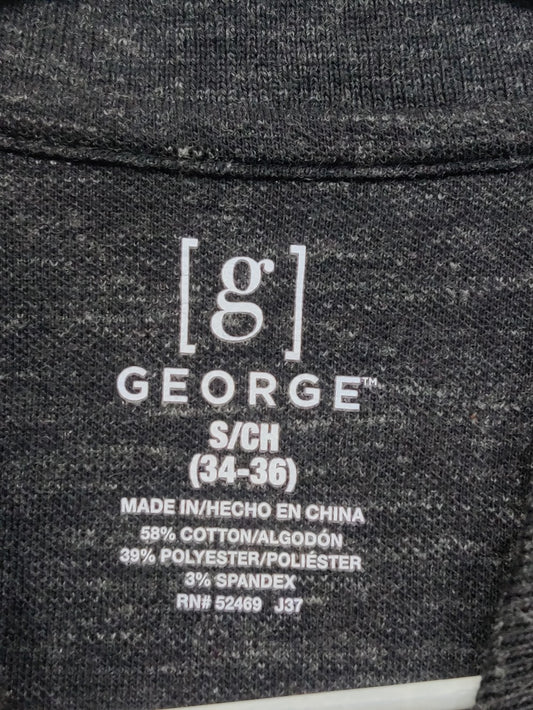 [g]
GEORGE™
S/CH
(34-36)
MADE IN/HECHO EN CHINA
58% COTTON/ALGODÓN
39% POLYESTER/POLIÉSTER
3% SPANDEX
RN# 52469 J37